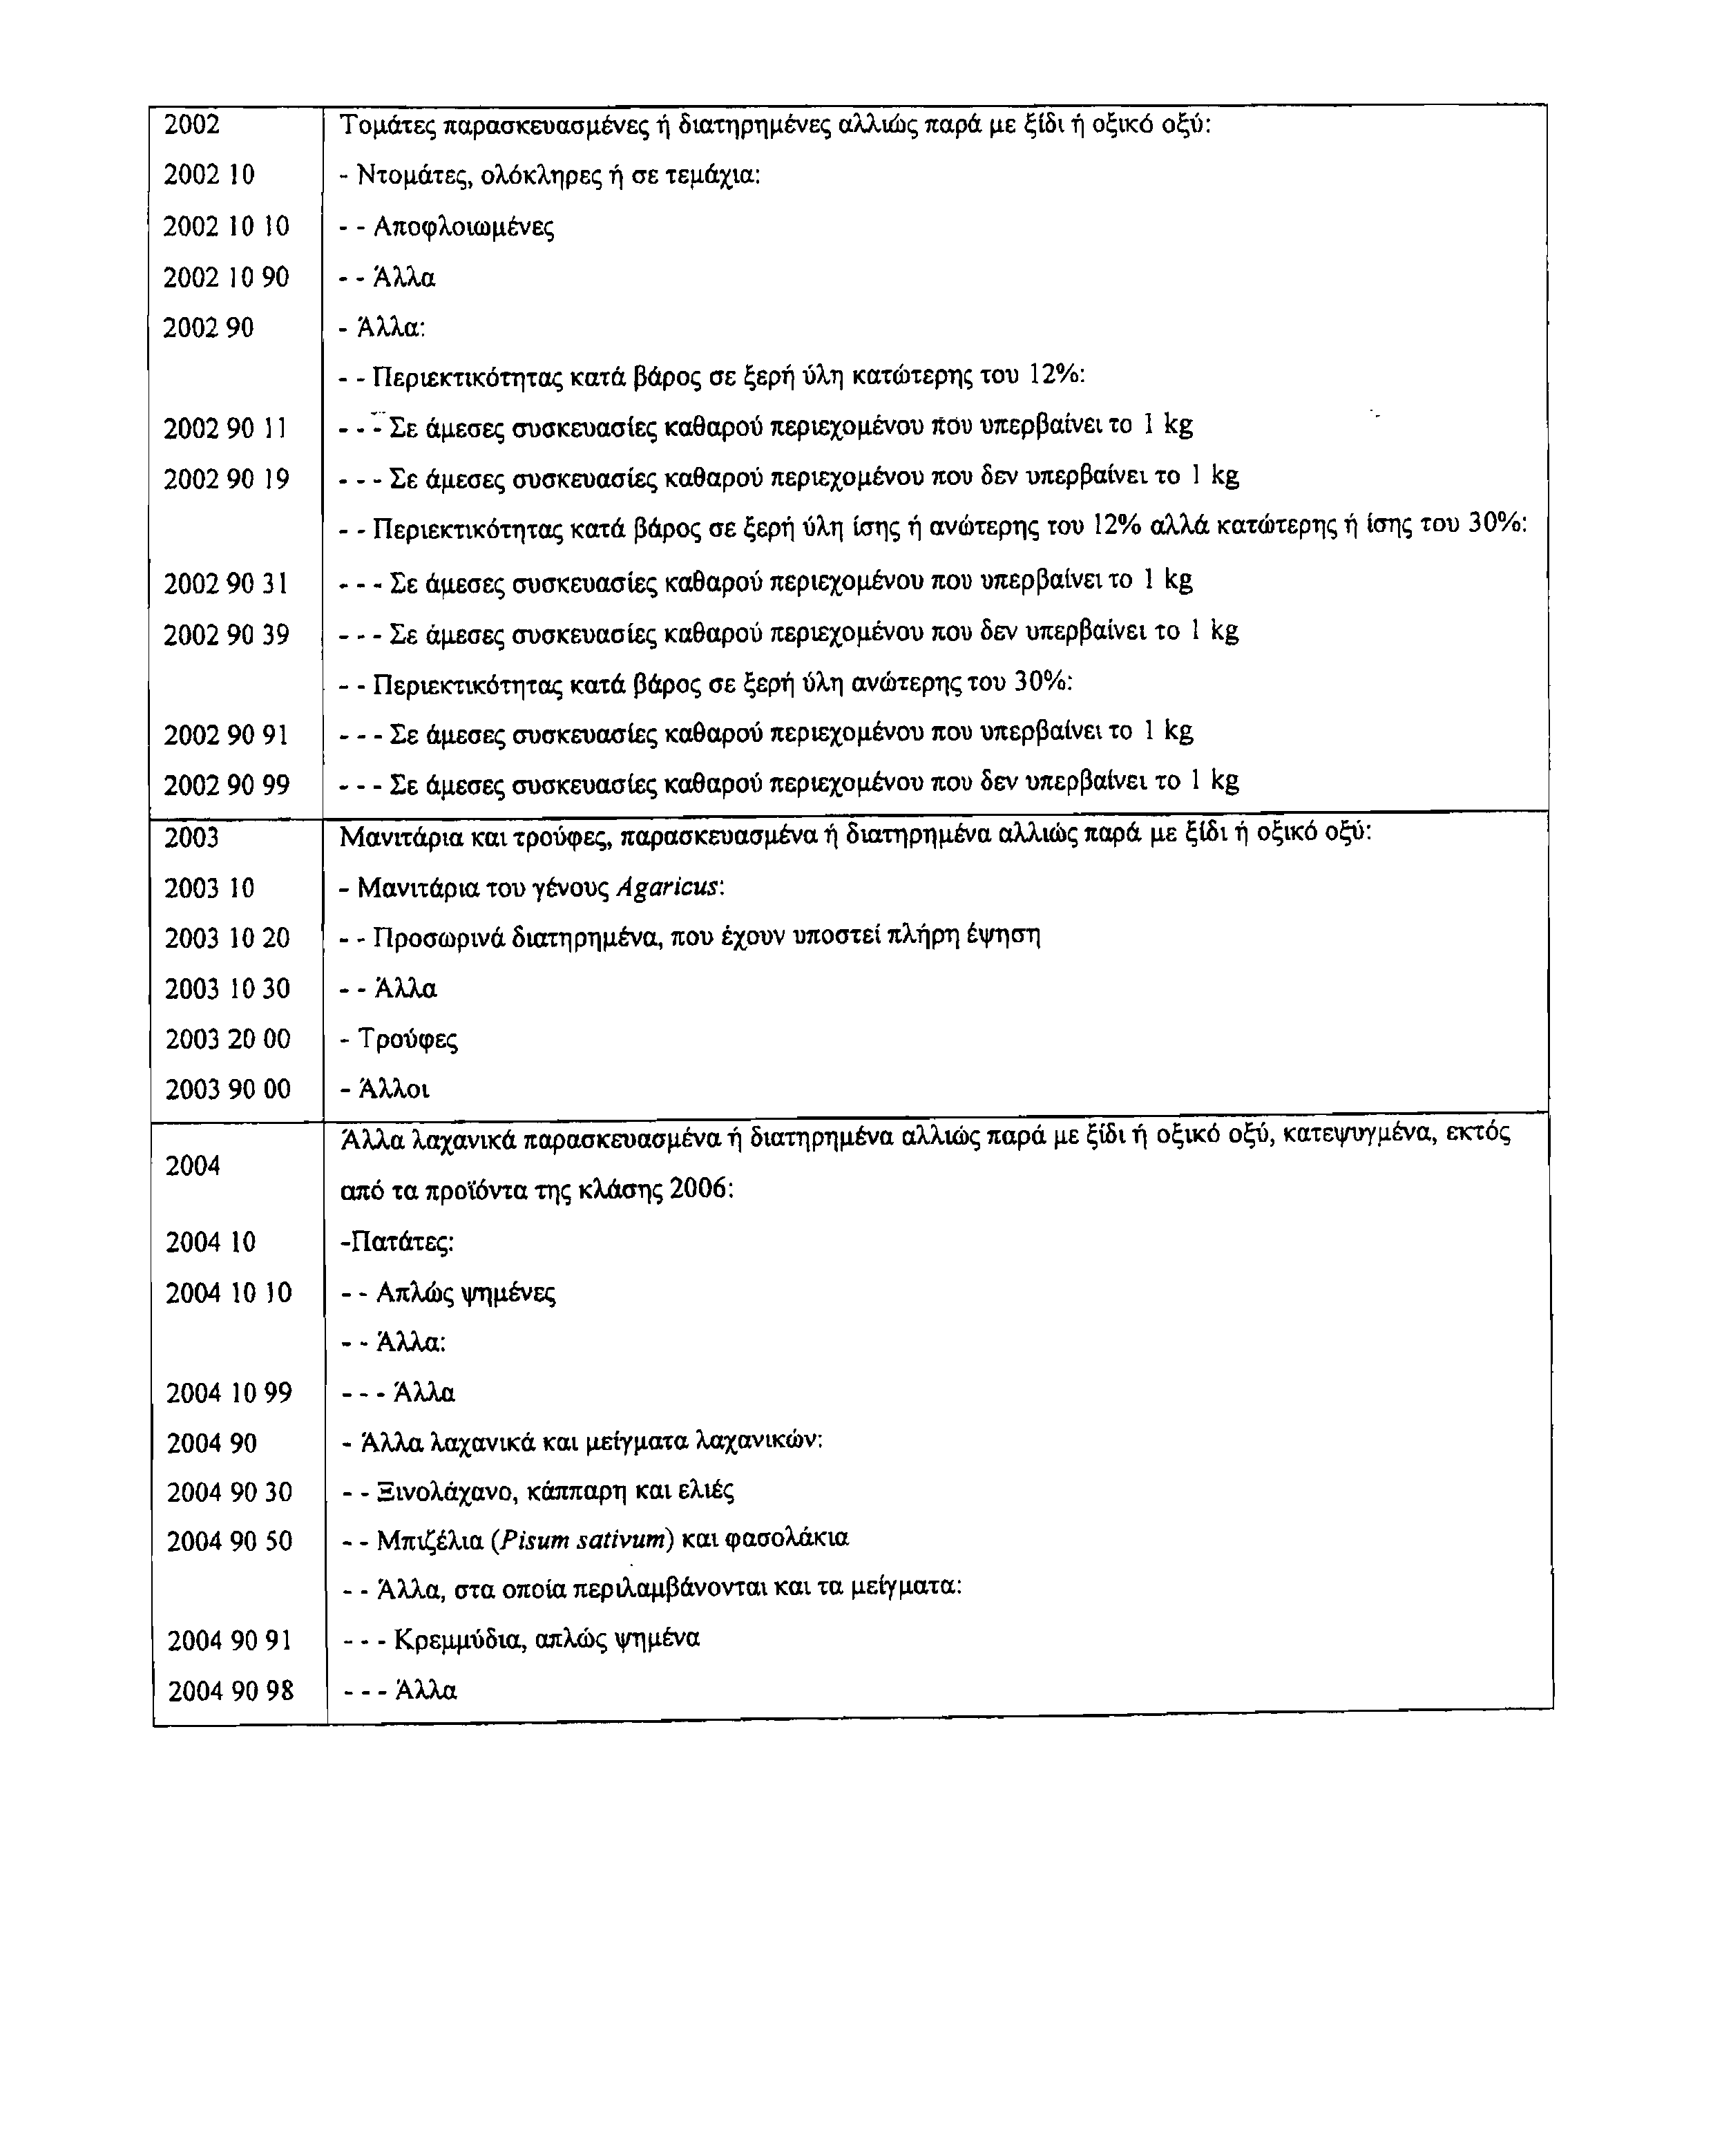 2002 Τομάτες παρασκευασμένες ή διατηρημένες αλλιώς παρά με ξίδι ή οξικό οξύ:
2002 10 - Ντομάτες, ολόκληρες ή σε τεμάχια:
2002 10 10 - - Αποφλοιωμένες
2002 10 90 - - Άλλα
2002 90 - Άλλα:
- - Περιεκτικότητας κατά βάρος σε ξερή ύλη κατώτερης του 12%:
2002 90 11 - - - Σε άμεσες συσκευασίες καθαρού περιεχομένου που υπερβαίνει το 1 kg
2002 90 19 - - - Σε άμεσες συσκευασίες καθαρού περιεχομένου που δεν υπερβαίνει το 1 kg
- - Περιεκτικότητας κατά βάρος σε ξερή ύλη ίσης ή ανώτερης του 12% αλλά κατώτερης ή ίσης του 30%:
2002 90 31 - - - Σε άμεσες συσκευασίες καθαρού περιεχομένου που υπερβαίνει το 1 kg
2002 90 39 - - - Σε άμεσες συσκευασίες καθαρού περιεχομένου που δεν υπερβαίνει το 1 kg
- - Περιεκτικότητας κατά βάρος σε ξερή ύλη ανώτερης του 30%:
2002 90 91 - - - Σε άμεσες συσκευασίες καθαρού περιεχομένου που υπερβαίνει το 1 kg
2002 90 99 - - - Σε άμεσες συσκευασίες καθαρού περιεχομένου που δεν υπερβαίνει το 1 kg
2003 Μανιτάρια και τρούφες, παρασκευασμένα ή διατηρημένα αλλιώς παρά με ξίδι ή οξικό οξύ:
2003 10 - Μανιτάρια του γένους Agaricus:
2003 10 20 - - Προσωρινά διατηρημένα, που έχουν υποστεί πλήρη έψηση
2003 10 30 - - Άλλα
2003 20 00 - Τρούφες
2003 90 00 - Άλλοι
Άλλα λαχανικά παρασκευασμένα ή διατηρημένα αλλιώς παρά με ξίδι ή οξικό οξύ, κατεψυγμένα, εκτός
2004
από τα προϊόντα της κλάσης 2006:
2004 10 -Πατάτες:
2004 10 10 - - Απλώς ψημένες
- - Άλλα:
2004 10 99 - - - Άλλα
2004 90 - Άλλα λαχανικά και μείγματα λαχανικών:
2004 90 30 - - Ξινολάχανο, κάππαρη και ελιές
2004 90 50 - - Μπιζέλια (Pisum sativum) και φασολάκια
- - Άλλα, στα οποία περιλαμβάνονται και τα μείγματα:
2004 90 91 - - - Κρεμμύδια, απλώς ψημένα
2004 90 98 - - - Άλλα